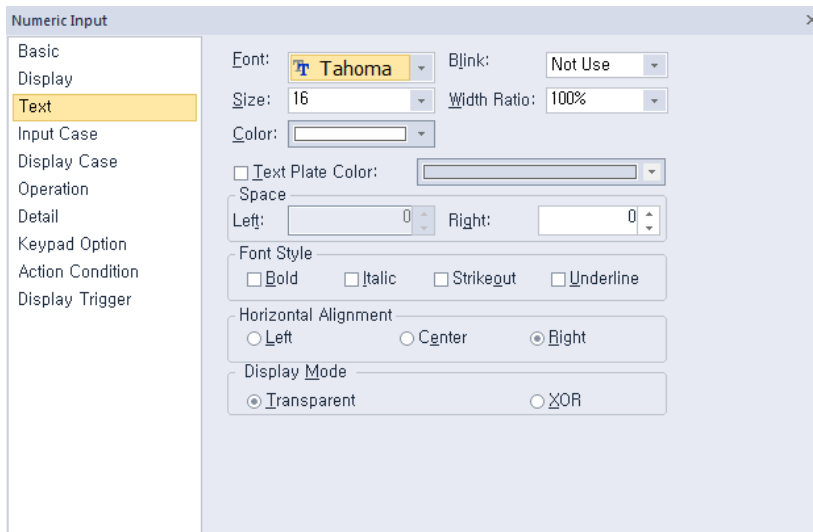 Numeric Input
Basic
Display
Text
Input Case
Display Case
Operation
Detail
Keypad Option
Action Condition
Display Trigger
Font: Tahoma Blink: Not Use
Size: 16 Width Ratio: 100%
Color:
Text Plate Color:
Space
Left: 0 Right: 0
Font Style
Bold Italic Strikeout Underline
Horizontal Alignment
Left Center Right
Display Mode
Transparent XOR